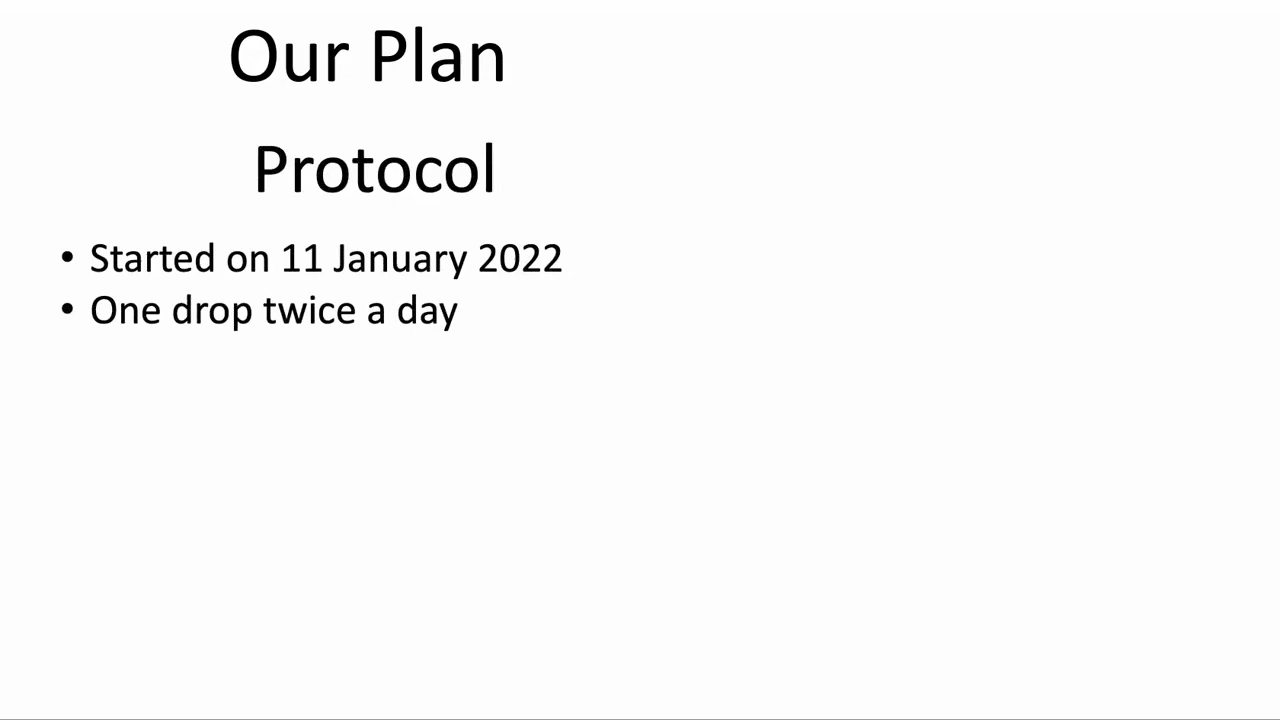 Our Plan
Protocol
• Started on 11 January 2022
• One drop twice a day